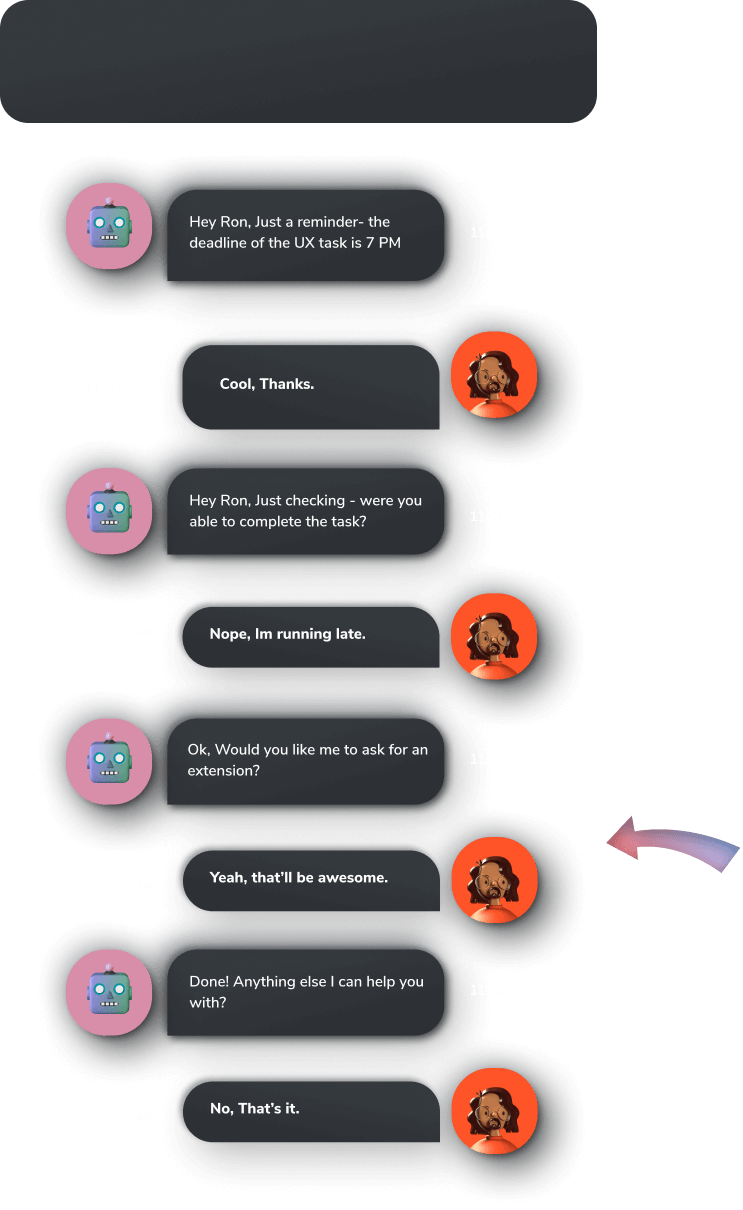 Hey Ron, Just a reminder- the
deadline of the UX task is 7 PM
Cool, Thanks.
Hey Ron, Just checking - were you
able to complete the task?
Nope, Im running late.
Ok, Would you like me to ask for an
extension?
Yeah, that’ll be awesome.
Done! Anything else I can help you
with?
No, That’s it.